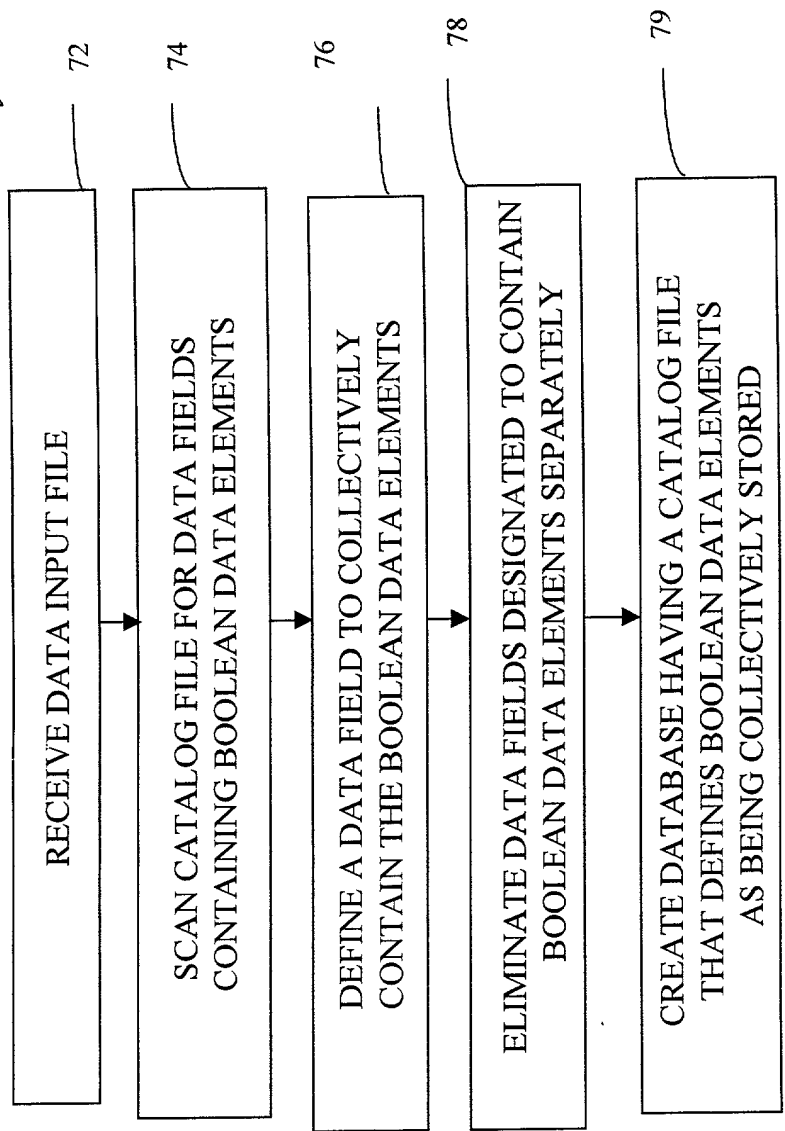 RECEIVE DATA INPUT FILE
72
SCAN CATALOG FILE FOR DATA FIELDS
CONTAINING BOOLEAN DATA ELEMENTS
74
DEFINE A DATA FIELD TO COLLECTIVELY
CONTAIN THE BOOLEAN DATA ELEMENTS
76
ELIMINATE DATA FIELDS DESIGNATED TO CONTAIN
BOOLEAN DATA ELEMENTS SEPARATELY
78
CREATE DATABASE HAVING A CATALOG FILE
THAT DEFINES BOOLEAN DATA ELEMENTS
AS BEING COLLECTIVELY STORED
79